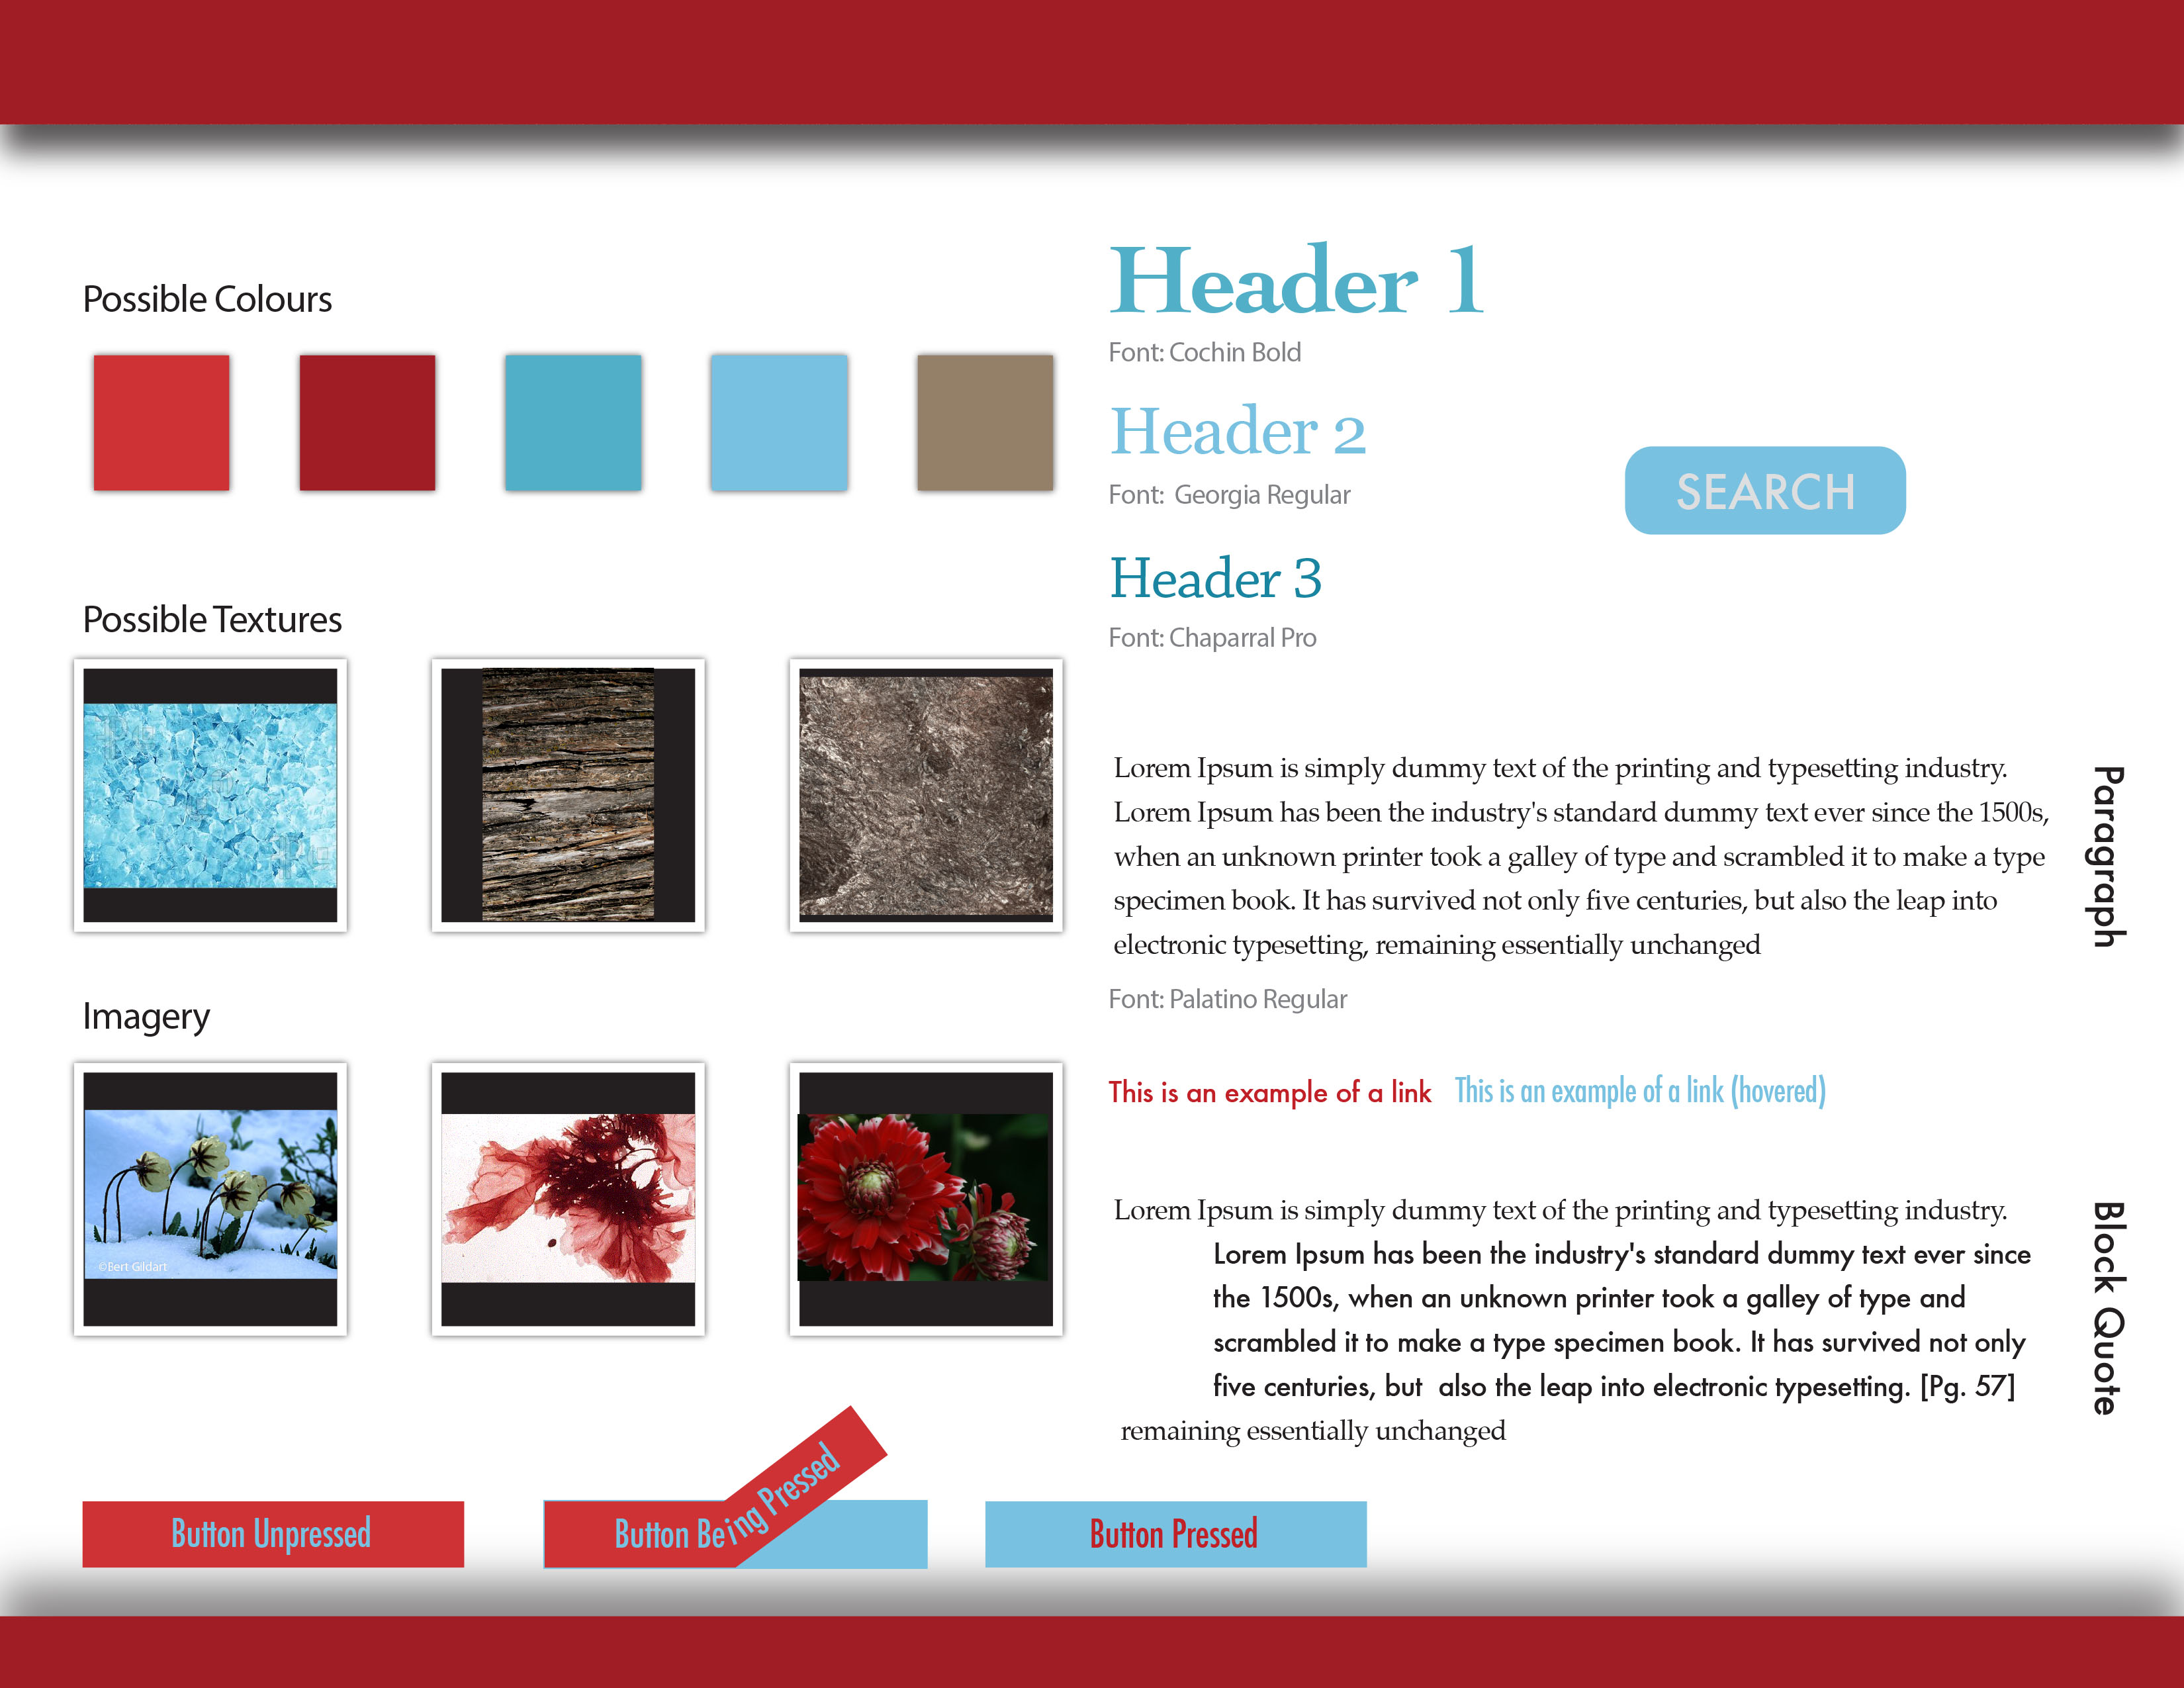 Possible Colours
Possible Textures
Imagery
©Bert Gildart
Button Unpressed
Button Being Pressed
Button Pressed
Header 1
Font: Cochin Bold
Header 2
Font:  Georgia Regular
SEARCH
Header 3
Font: Chaparral Pro
Lorem Ipsum is simply dummy text of the printing and typesetting industry.
Lorem Ipsum has been the industry's standard dummy text ever since the 1500s,
when an unknown printer took a galley of type and scrambled it to make a type
specimen book. It has survived not only five centuries, but also the leap into
electronic typesetting, remaining essentially unchanged
Paragraph
Font: Palatino Regular
This is an example of a link
This is an example of a link (hovered)
Lorem Ipsum is simply dummy text of the printing and typesetting industry.
Lorem Ipsum has been the industry's standard dummy text ever since
the 1500s, when an unknown printer took a galley of type and
scrambled it to make a type specimen book. It has survived not only
five centuries, but  also the leap into electronic typesetting. [Pg. 57]
remaining essentially unchanged
Block Quote